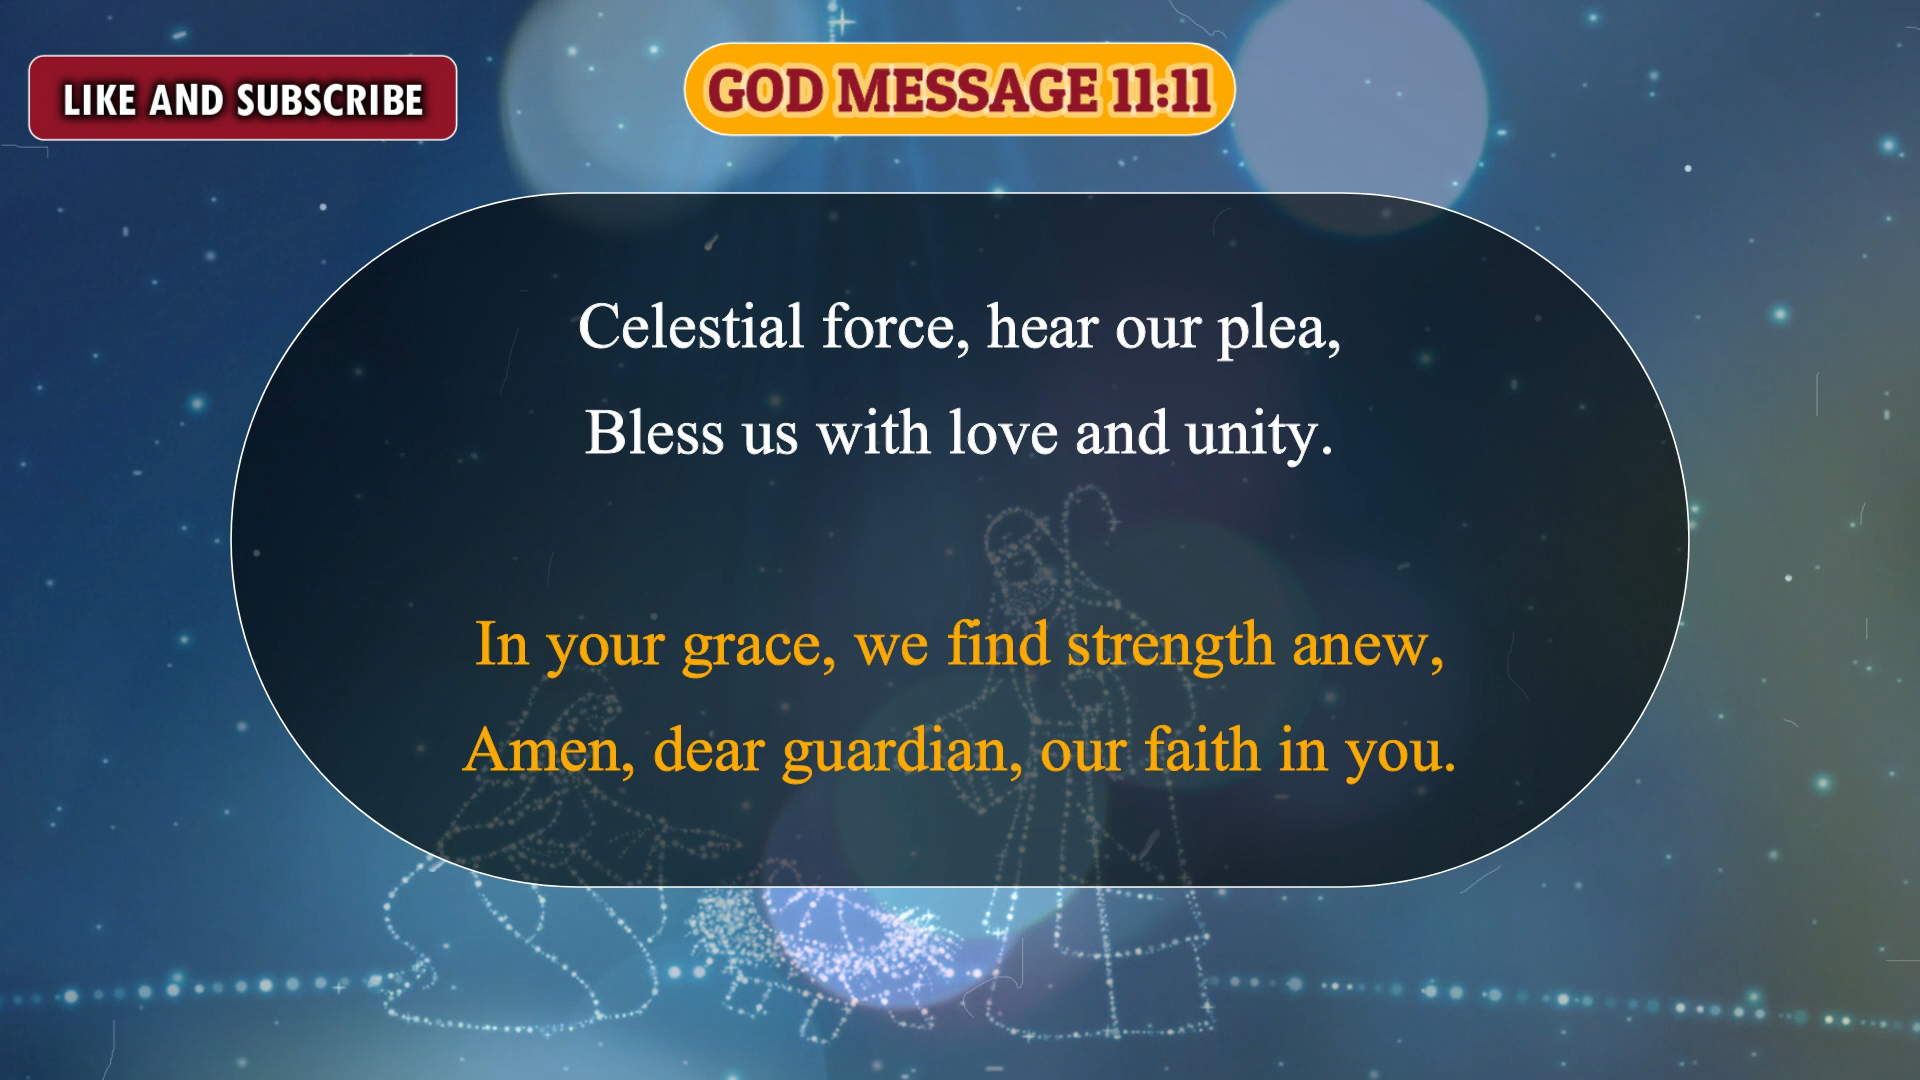 LIKE AND SUBSCRIBE
GOD MESSAGE 11:11
Celestial force, hear our plea,
Bless us with love and unity.
In your grace, we find strength anew,
Amen, dear guardian, our faith in you.